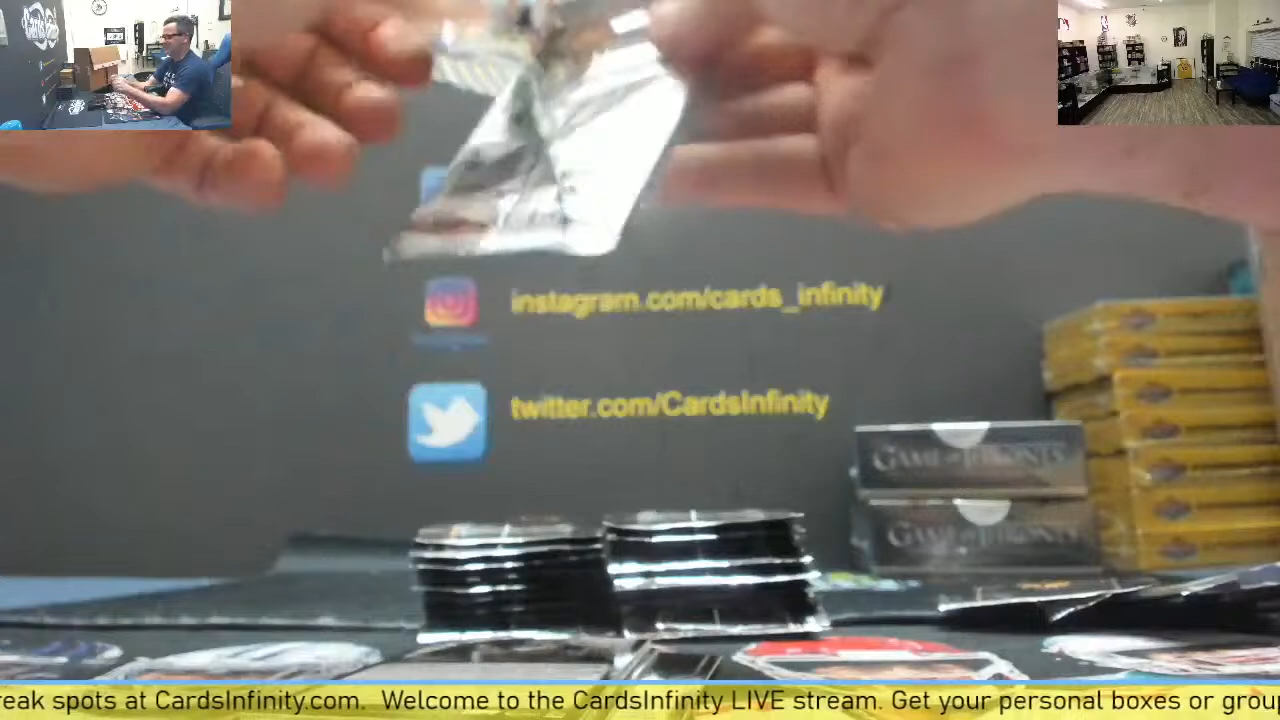 instagram.com/cards_infinity
twitter.com/CardsInfinity
GAME OF THRONES
GAME OF THRONES
reak spots at CardsInfinity.com. Welcome to the CardsInfinity LIVE stream. Get your personal boxes or grou